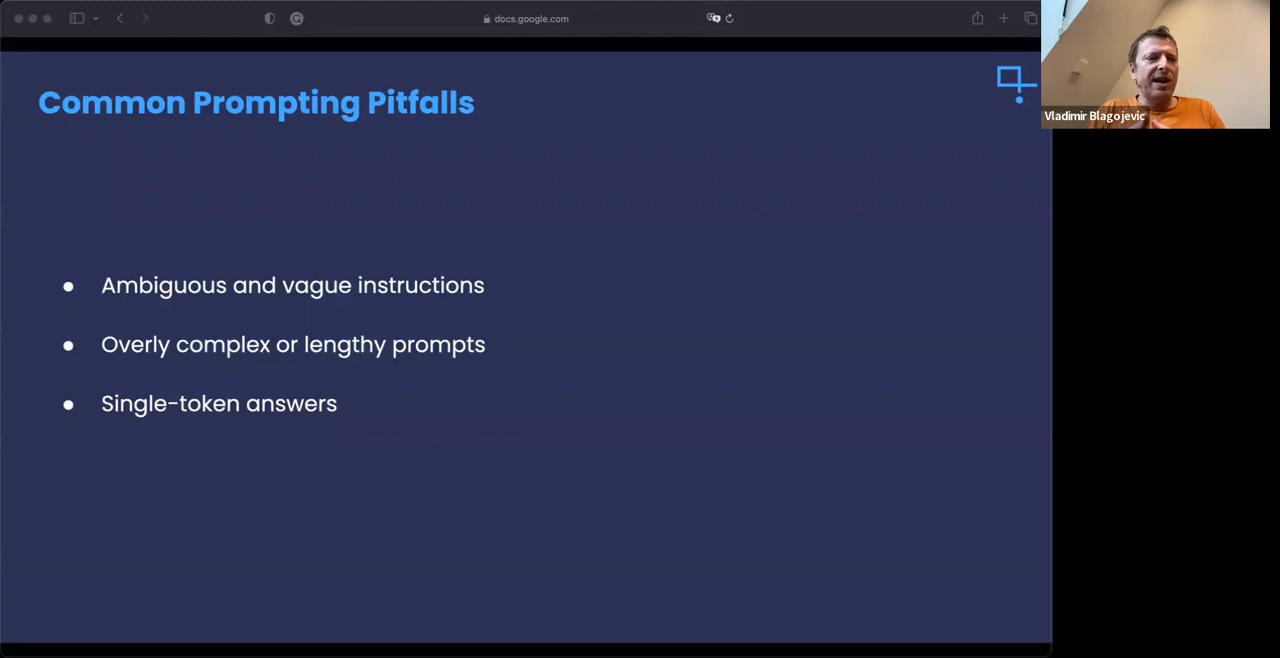 docs.google.com
Common Prompting Pitfalls
Vladimir Blagojevic
● Ambiguous and vague instructions
● Overly complex or lengthy prompts
● Single-token answers